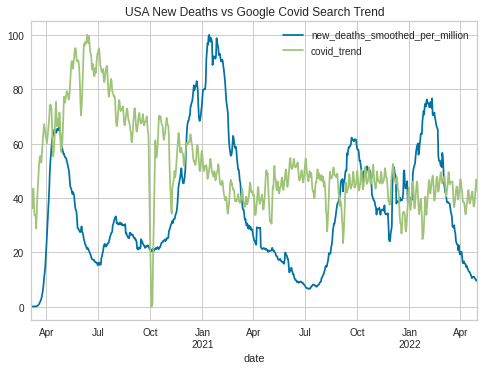 USA New Deaths vs Google Covid Search Trend
new_deaths_smoothed_per_million
covid_trend
100
80
60
40
20
0
Apr Jul Oct Jan Apr Jul Oct Jan Apr
2021 2022
date